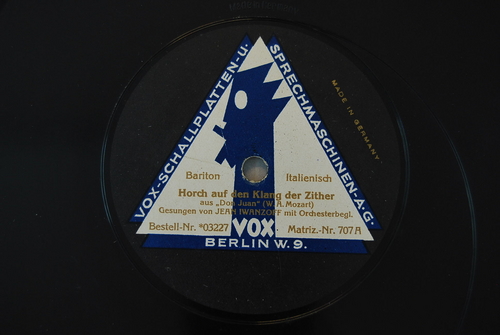 VOX-SCHALLPLATTEN-U.
SPRECHMASCHINEN-A.G.
MADE IN GERMANY
Bariton Italienisch
Horch auf den Klang der Zither
aus „Don Juan" (W. A. Mozart)
Gesungen von JEAN IWANZOFF mit Orchesterbegl.
Bestell-Nr. *03227 VOX Matriz.-Nr. 707 A
BERLIN W. 9.